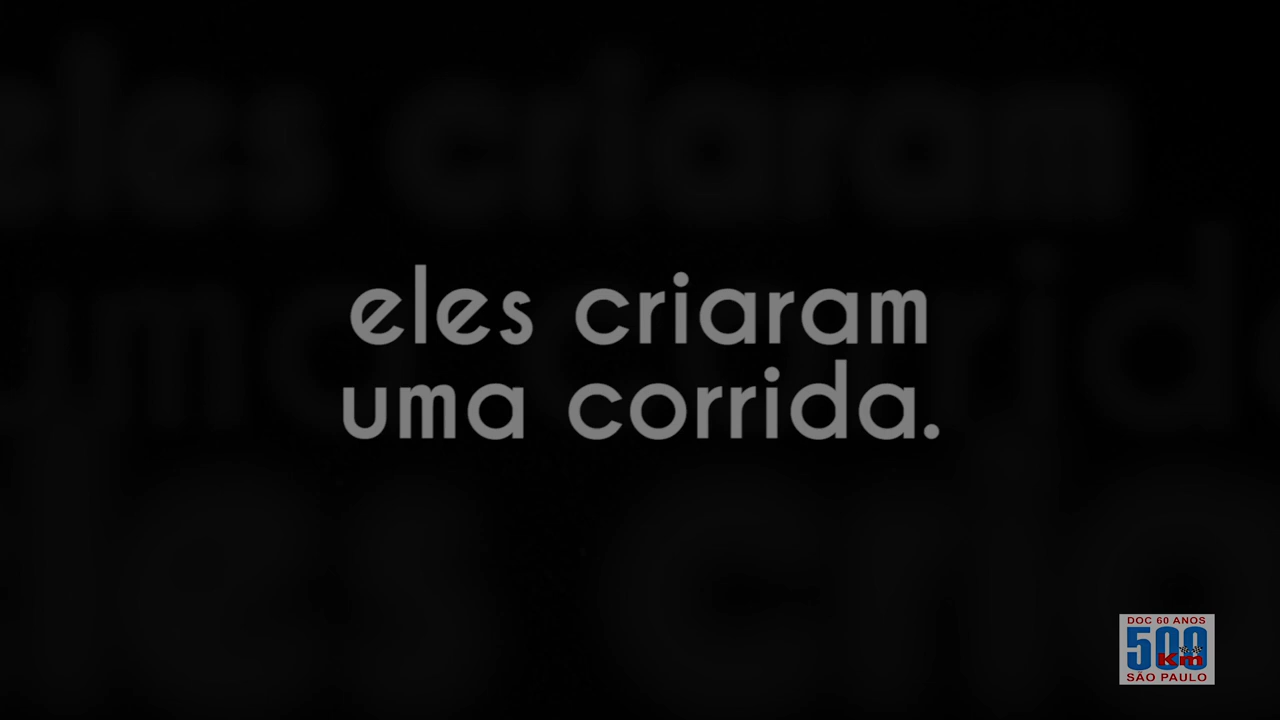 eles criaram
uma corrida.
DOC 60 ANOS
500
Km
SÃO PAULO